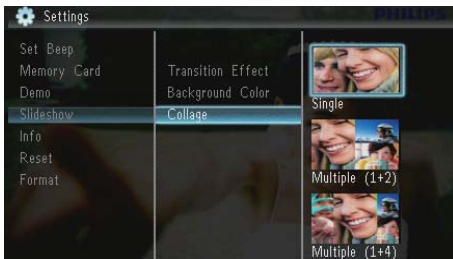 Settings
PHILIPS
Set Beep
Memory Card
Demo
Slideshow
Info
Reset
Format
Transition Effect
Background Color
Collage
Single
Multiple (1+2)
Multiple (1+4)